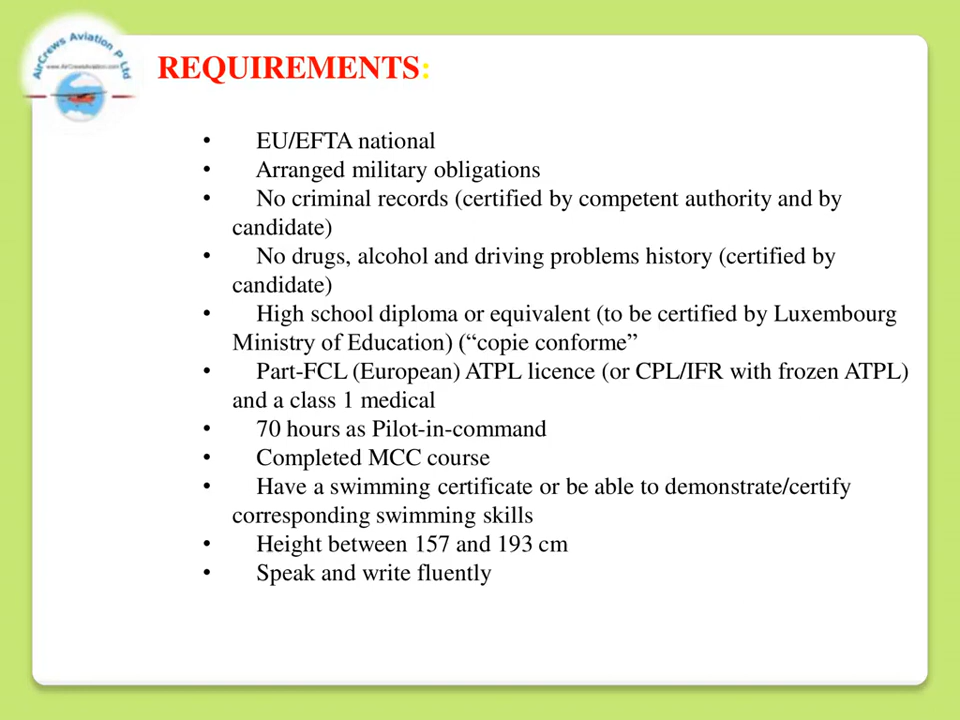 AirCrews Aviation P Ltd
www.AirCrewsAviation.com
REQUIREMENTS:
• EU/EFTA national
• Arranged military obligations
• No criminal records (certified by competent authority and by
candidate)
• No drugs, alcohol and driving problems history (certified by
candidate)
• High school diploma or equivalent (to be certified by Luxembourg
Ministry of Education) (“copie conforme”
• Part-FCL (European) ATPL licence (or CPL/IFR with frozen ATPL)
and a class 1 medical
• 70 hours as Pilot-in-command
• Completed MCC course
• Have a swimming certificate or be able to demonstrate/certify
corresponding swimming skills
• Height between 157 and 193 cm
• Speak and write fluently